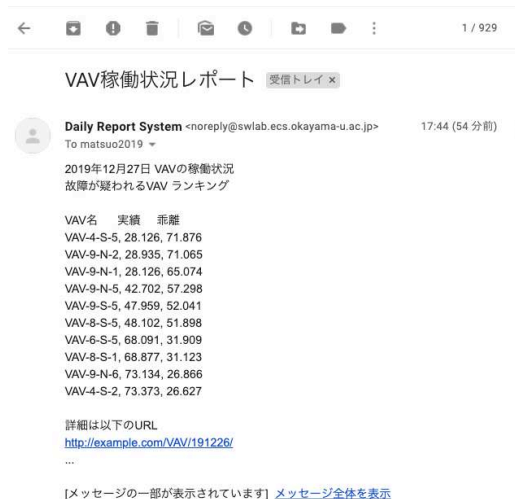 1 / 929
VAV稼働状況レポート 受信トレイ ×
Daily Report System <noreply@swlab.ecs.okayama-u.ac.jp> 17:44 (54 分前)
To matsuo2019
2019年12月27日 VAVの稼働状況
故障が疑われるVAV ランキング
VAV名 実績 乖離
VAV-4-S-5, 28.126, 71.876
VAV-9-N-2, 28.935, 71.065
VAV-9-N-1, 28.126, 65.074
VAV-9-N-5, 42.702, 57.298
VAV-9-S-5, 47.959, 52.041
VAV-8-S-5, 48.102, 51.898
VAV-6-S-5, 68.091, 31.909
VAV-8-S-1, 68.877, 31.123
VAV-9-N-6, 73.134, 26.866
VAV-4-S-2, 73.373, 26.627
詳細は以下のURL
http://example.com/VAV/191226/
...
[メッセージの一部が表示されています] メッセージ全体を表示